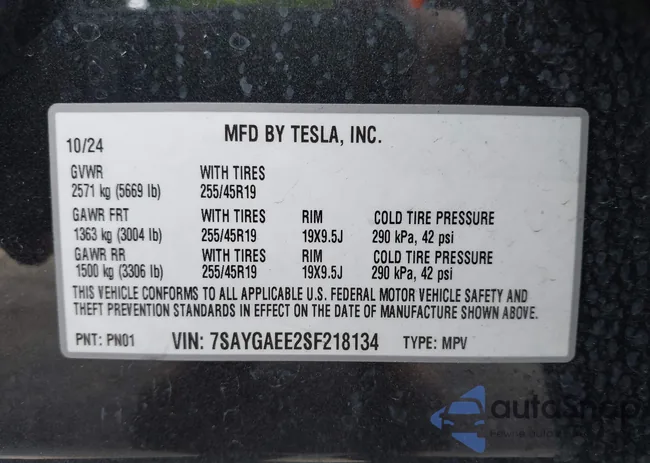 MFD BY TESLA, INC.
10/24
GVWR WITH TIRES
2571 kg (5669 lb) 255/45R19
GAWR FRT WITH TIRES RIM COLD TIRE PRESSURE
1363 kg (3004 lb) 255/45R19 19X9.5J 290 kPa, 42 psi
GAWR RR WITH TIRES RIM COLD TIRE PRESSURE
1500 kg (3306 lb) 255/45R19 19X9.5J 290 kPa, 42 psi
THIS VEHICLE CONFORMS TO ALL APPLICABLE U.S. FEDERAL MOTOR VEHICLE SAFETY AND
THEFT PREVENTION STANDARDS IN EFFECT ON THE DATE OF MANUFACTURE SHOWN ABOVE.
PNT: PN01 VIN: 7SAYGAEE2SF218134 TYPE: MPV
autoSnap